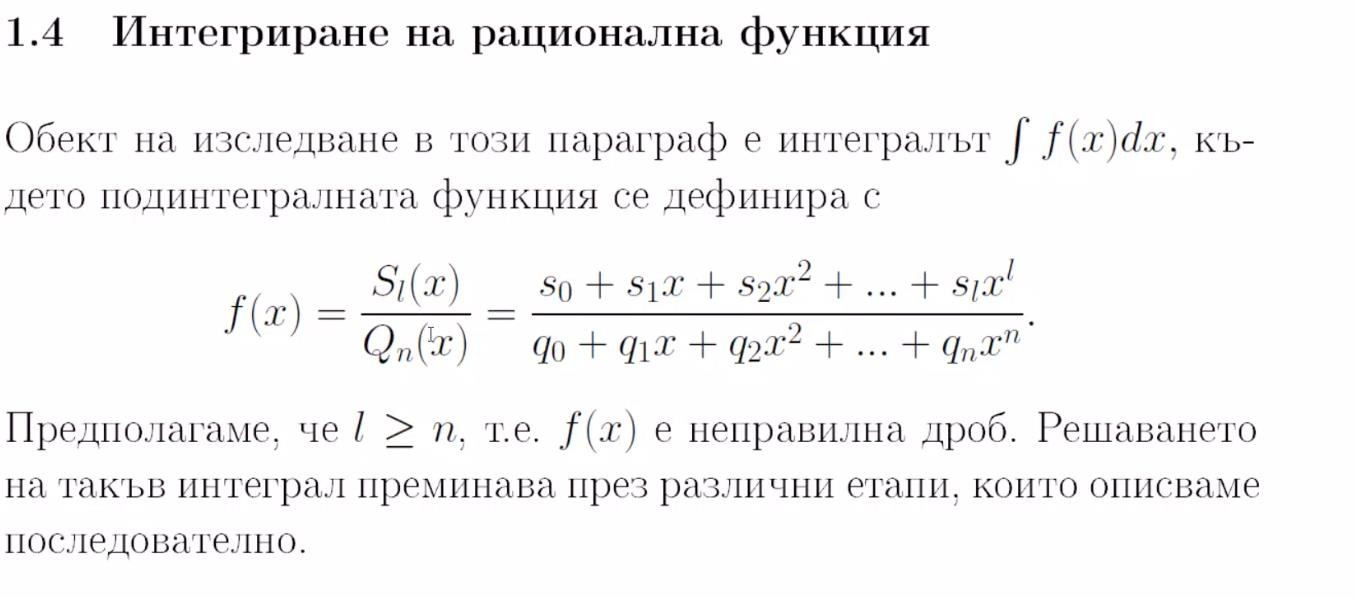 1.4 Интегриране на рационална функция
Обект на изследване в този параграф е интегралът ∫ f(x)dx, къ-
дето подинтегралната функция се дефинира с
f(x) = S_l(x) / Q_n(x) = (s_0 + s_1x + s_2x^2 + ... + s_lx^l) / (q_0 + q_1x + q_2x^2 + ... + q_nx^n).
Предполагаме, че l ≥ n, т.е. f(x) е неправилна дроб. Решаването
на такъв интеграл преминава през различни етапи, които описваме
последователно.